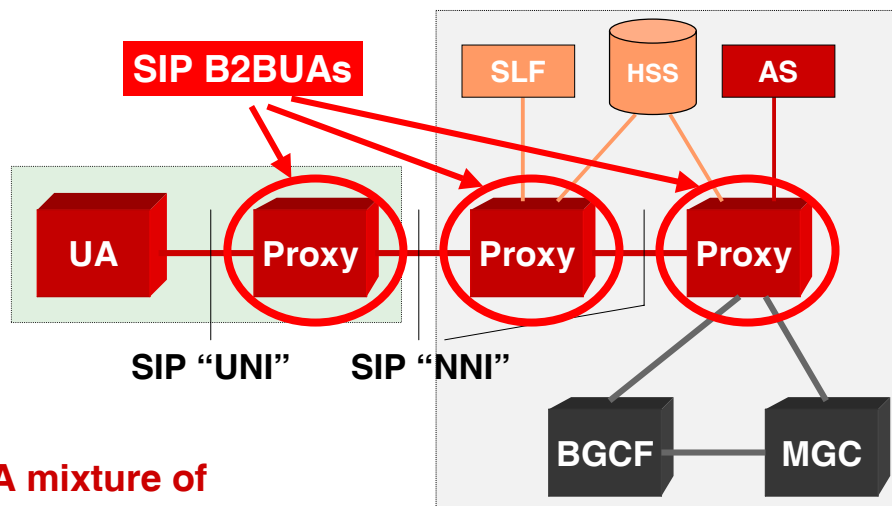 SIP B2BUAs
SLF
HSS
AS
UA
Proxy
Proxy
Proxy
SIP “UNI”
SIP “NNI”
BGCF
MGC
A mixture of